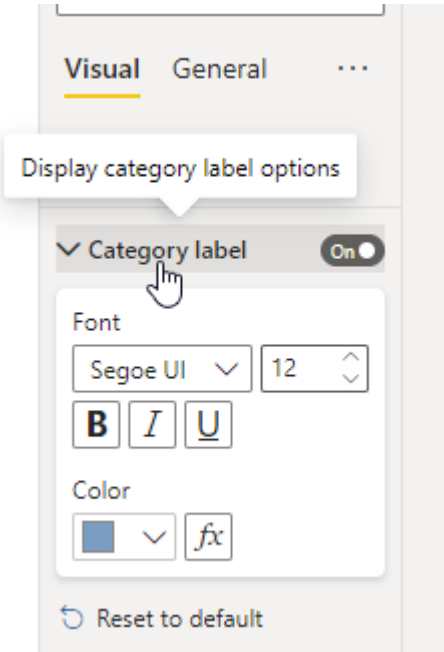 Visual General ...
Display category label options
Category label On
Font
Segoe UI 12
B I U
Color
fx
Reset to default